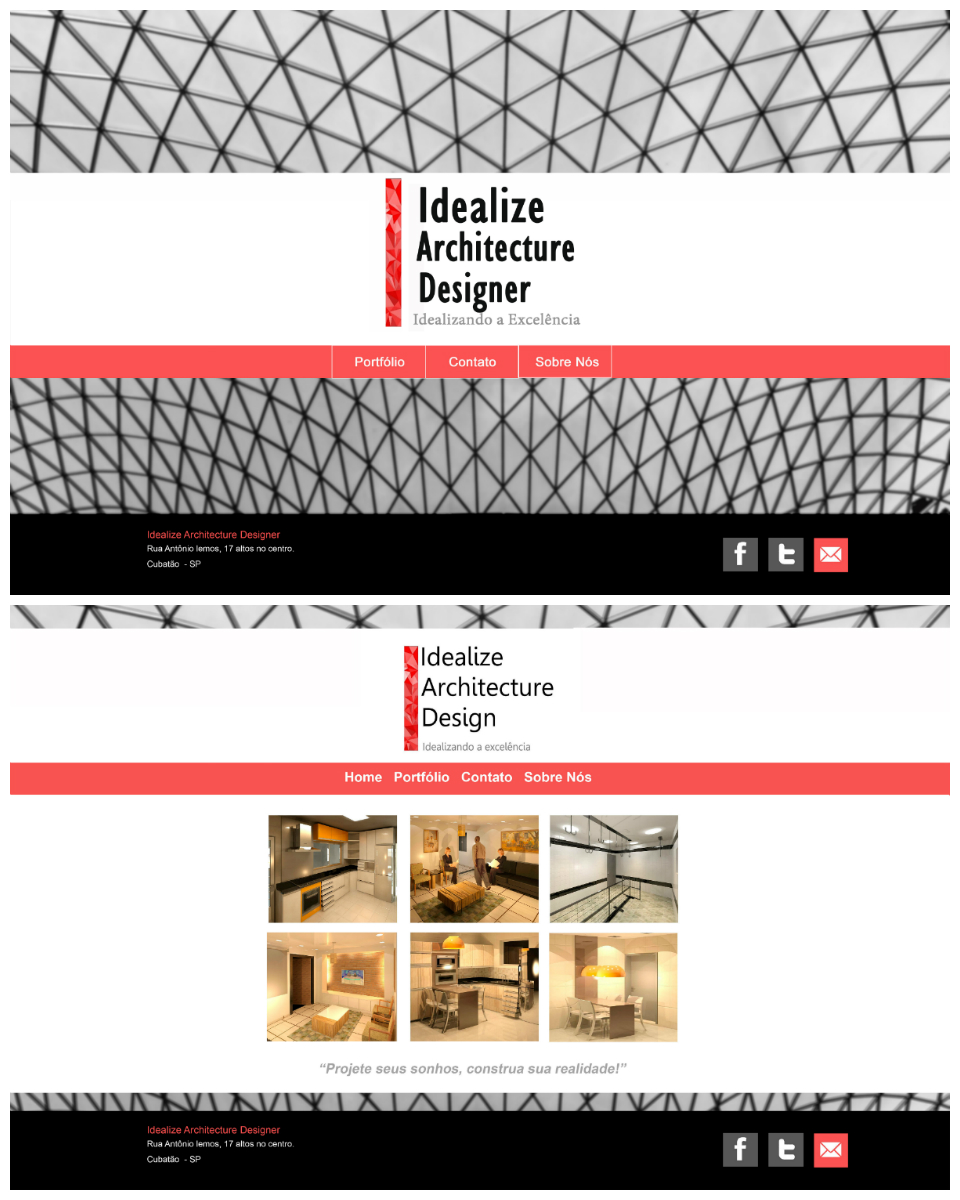 Idealize
Architecture
Designer
Idealizando a Excelência
Portfólio Contato Sobre Nós
Idealize Architecture Designer
Rua Antônio lemos, 17 altos no centro.
Cubatão - SP
Idealize
Architecture
Design
Idealizando a excelência
Home Portfólio Contato Sobre Nós
“Projete seus sonhos, construa sua realidade!”
Idealize Architecture Designer
Rua Antônio lemos, 17 altos no centro.
Cubatão - SP